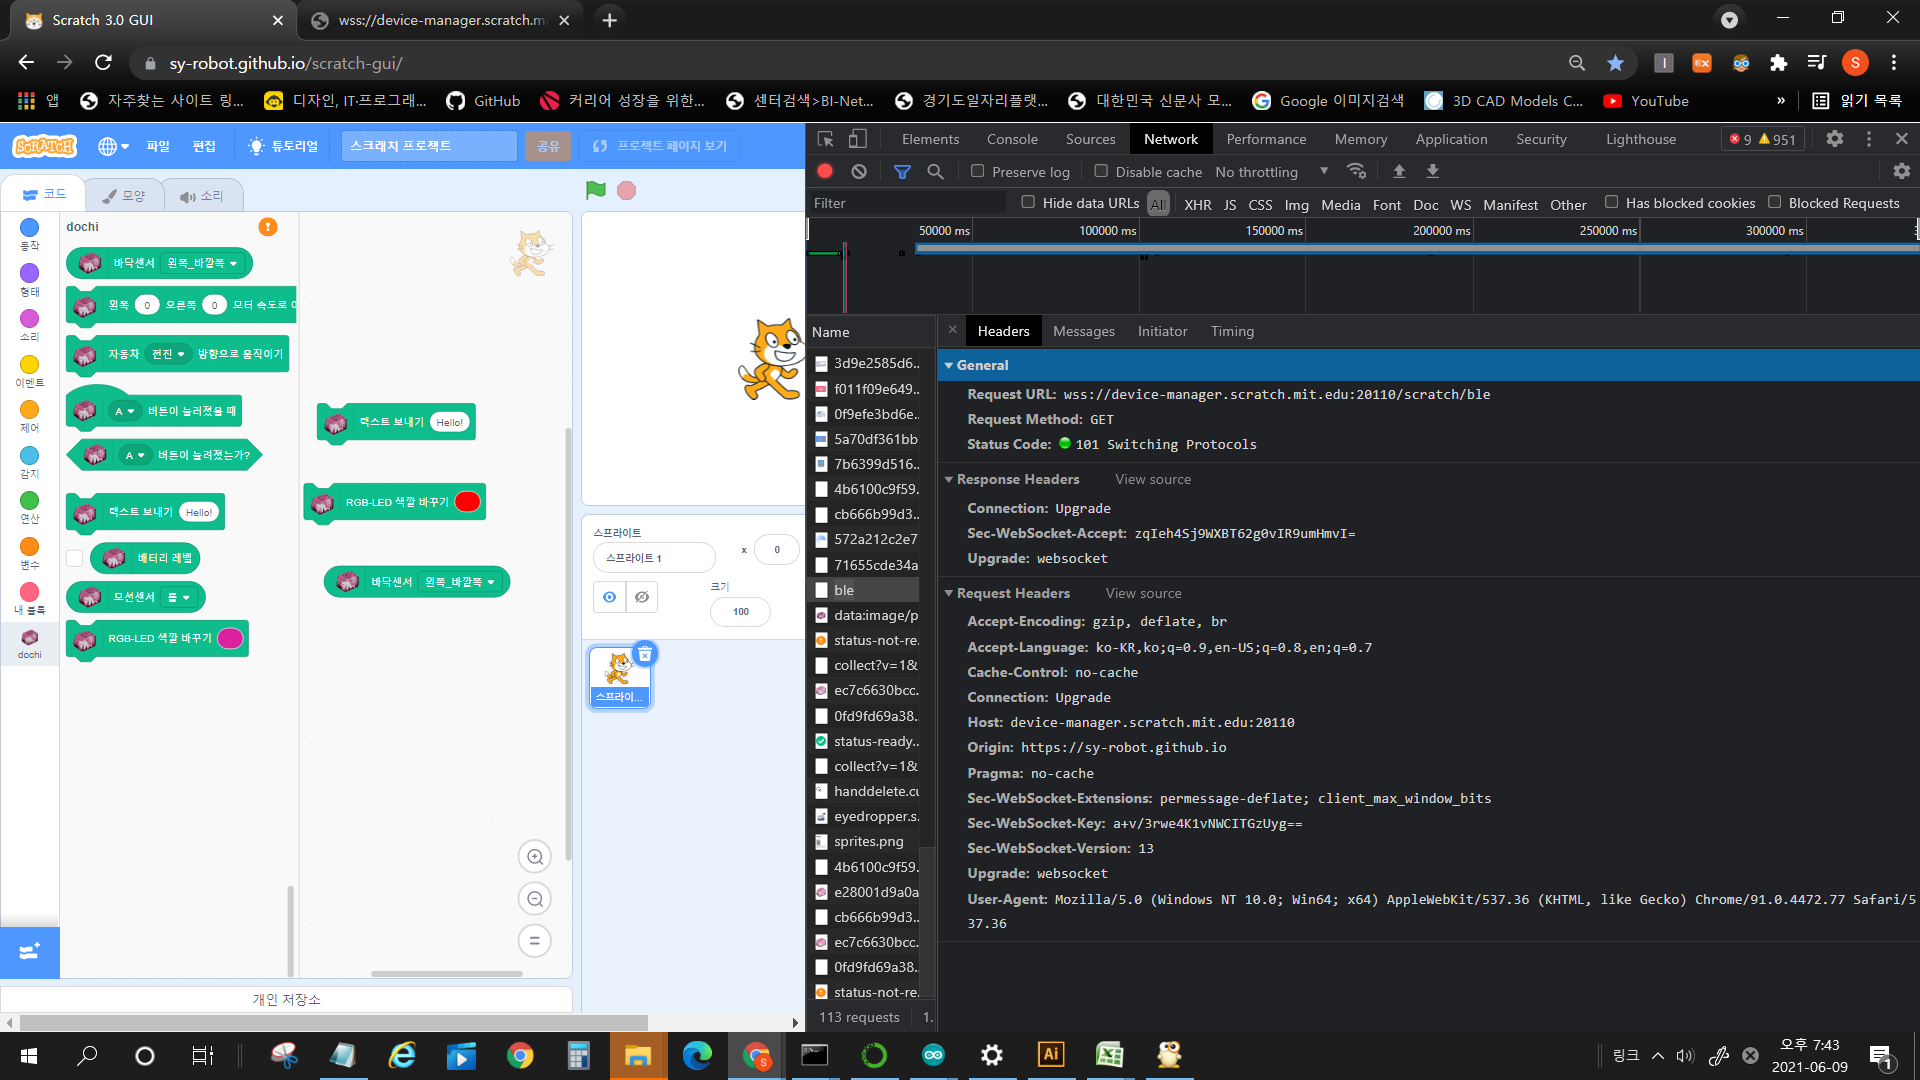 Scratch 3.0 GUI
wss://device-manager.scratch.m
sy-robot.github.io/scratch-gui/
앱
자주찾는 사이트 링...
디자인, IT·프로그래...
GitHub
커리어 성장을 위한...
센터검색>BI-Net...
경기도일자리플랫...
대한민국 신문사 모...
Google 이미지검색
3D CAD Models C...
YouTube
»
읽기 목록
SCRATCH
파일
편집
튜토리얼
스크래치 프로젝트
공유
프로젝트 페이지 보기
코드
모양
소리
동작
형태
소리
이벤트
제어
감지
연산
변수
내 블록
dochi
dochi
바닥센서 왼쪽_바깥쪽
왼쪽 0 오른쪽 0 모터 속도로 이
자동차 전진 방향으로 움직이기
A 버튼이 눌러졌을 때
A 버튼이 눌려졌는가?
텍스트 보내기 Hello!
배터리 레벨
모션센서 롤
RGB-LED 색깔 바꾸기
텍스트 보내기 Hello!
RGB-LED 색깔 바꾸기
바닥센서 왼쪽_바깥쪽
개인 저장소
스프라이트
스프라이트 1
x 0
크기
100
스프라이...
Elements Console Sources Network Performance Memory Application Security Lighthouse 9 951
Preserve log Disable cache No throttling
Filter Hide data URLs All XHR JS CSS Img Media Font Doc WS Manifest Other Has blocked cookies Blocked Requests
50000 ms 100000 ms 150000 ms 200000 ms 250000 ms 300000 ms
Name
3d9e2585d6...
f011f09e649...
0f9efe3bd6e...
5a70df361bb
7b6399d516...
4b6100c9f59...
cb666b99d3...
572a212c2e7
71655cde34a
ble
data:image/p
status-not-re...
collect?v=1&
ec7c6630bcc...
0fd9fd69a38...
status-ready...
collect?v=1&
handdelete.cu
eyedropper.s...
sprites.png
4b6100c9f59...
e28001d9a0a
cb666b99d3...
ec7c6630bcc...
0fd9fd69a38...
status-not-re...
113 requests 1.
Headers Messages Initiator Timing
General
Request URL: wss://device-manager.scratch.mit.edu:20110/scratch/ble
Request Method: GET
Status Code: 101 Switching Protocols
Response Headers View source
Connection: Upgrade
Sec-WebSocket-Accept: zqIeh4Sj9WXBT62g0vIR9umHmvI=
Upgrade: websocket
Request Headers View source
Accept-Encoding: gzip, deflate, br
Accept-Language: ko-KR,ko;q=0.9,en-US;q=0.8,en;q=0.7
Cache-Control: no-cache
Connection: Upgrade
Host: device-manager.scratch.mit.edu:20110
Origin: https://sy-robot.github.io
Pragma: no-cache
Sec-WebSocket-Extensions: permessage-deflate; client_max_window_bits
Sec-WebSocket-Key: a+v/3rwe4K1vNWCITGzUyg==
Sec-WebSocket-Version: 13
Upgrade: websocket
User-Agent: Mozilla/5.0 (Windows NT 10.0; Win64; x64) AppleWebKit/537.36 (KHTML, like Gecko) Chrome/91.0.4472.77 Safari/5
37.36
링크
오후 7:43
2021-06-09
1